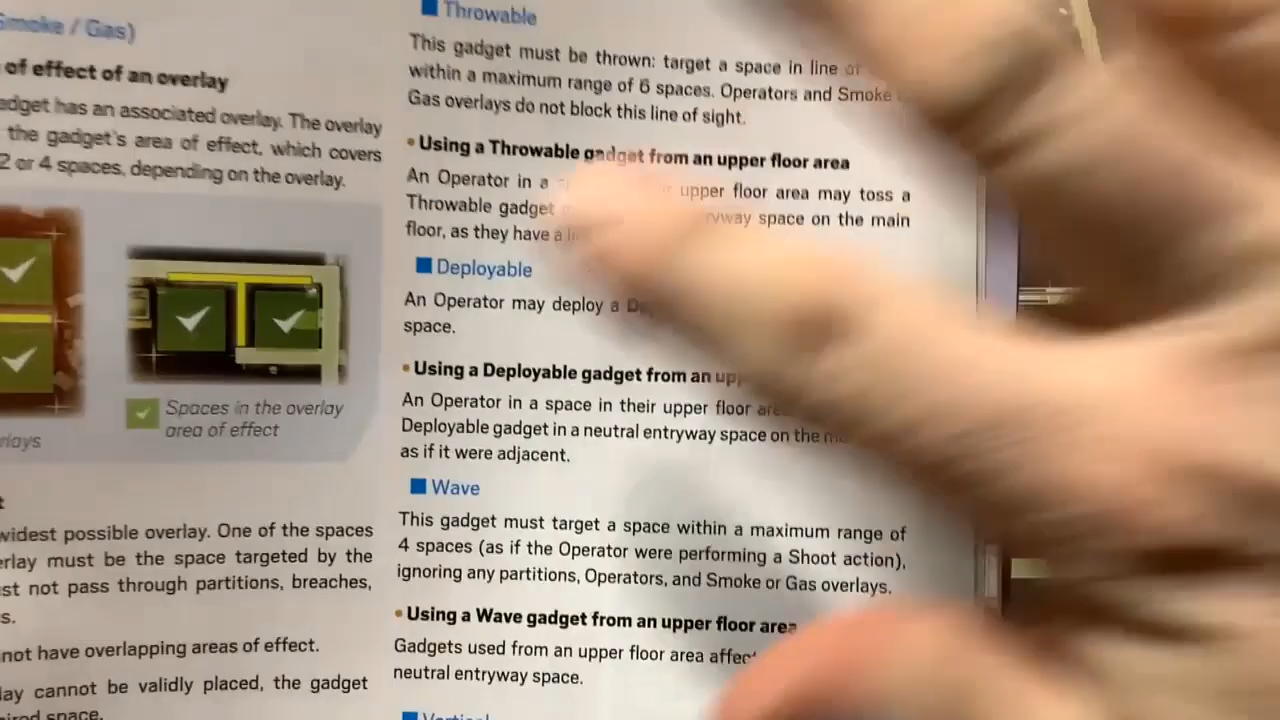 Smoke / Gas)
of effect of an overlay
gadget has an associated overlay. The overlay
the gadget's area of effect, which covers
2 or 4 spaces, depending on the overlay.
Spaces in the overlay
area of effect
widest possible overlay. One of the spaces
must be the space targeted by the
not pass through partitions, breaches,
not have overlapping areas of effect.
cannot be validly placed, the gadget
space.
Throwable
This gadget must be thrown: target a space in line of
within a maximum range of 6 spaces. Operators and Smoke
Gas overlays do not block this line of sight.
• Using a Throwable gadget from an upper floor area
An Operator in a upper floor area may toss a
Throwable gadget space on the main
floor, as they have a
Deployable
An Operator may deploy a
space.
• Using a Deployable gadget from an
An Operator in a space in their upper floor
Deployable gadget in a neutral entryway space on the
as if it were adjacent.
Wave
This gadget must target a space within a maximum range of
4 spaces (as if the Operator were performing a Shoot action),
ignoring any partitions, Operators, and Smoke or Gas overlays.
• Using a Wave gadget from an upper floor area
Gadgets used from an upper floor area affect
neutral entryway space.
Vertical